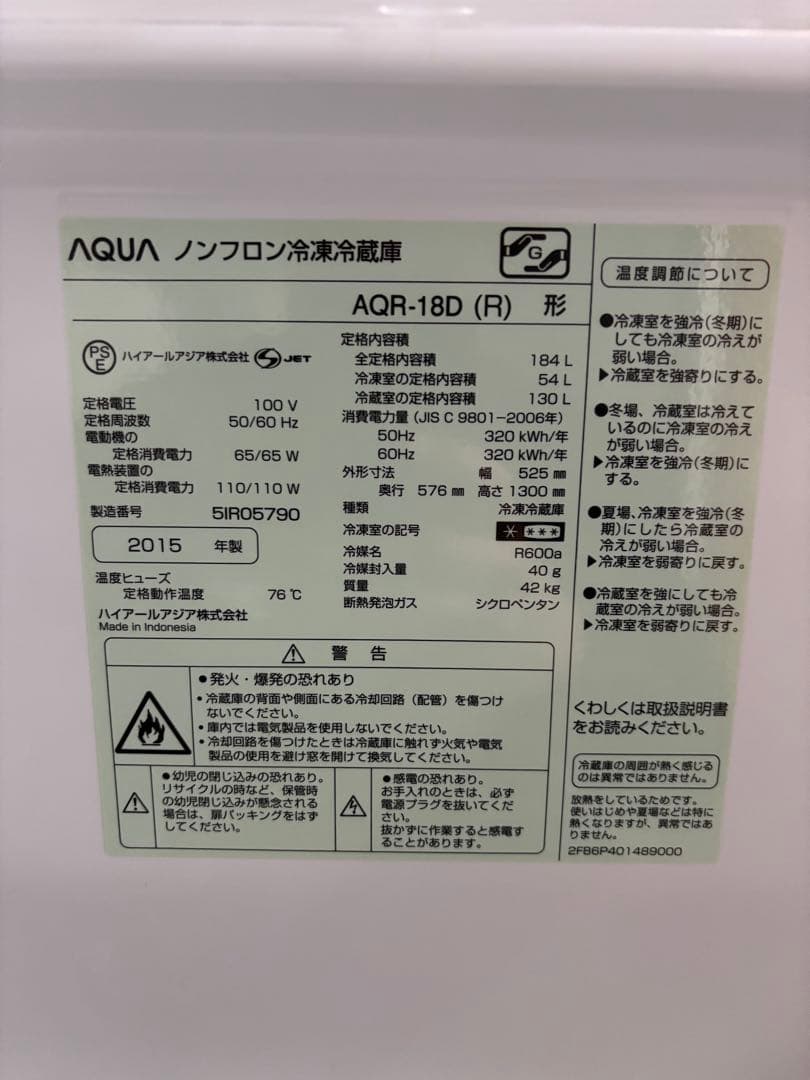 AQUA ノンフロン冷凍冷蔵庫
G
AQR-18D (R) 形
PS
E
ハイアールアジア株式会社 JET
定格電圧 100 V
定格周波数 50/60 Hz
電動機の
定格消費電力 65/65 W
電熱装置の
定格消費電力 110/110 W
製造番号 5IR05790
2015 年製
温度ヒューズ
定格動作温度 76 ℃
ハイアールアジア株式会社
Made in Indonesia
定格内容積
全定格内容積 184 L
冷凍室の定格内容積 54 L
冷蔵室の定格内容積 130 L
消費電力量 (JIS C 9801-2006年)
50Hz 320 kWh/年
60Hz 320 kWh/年
外形寸法 幅 525 ㎜
奥行 576 ㎜ 高さ 1300 ㎜
種類 冷凍冷蔵庫
冷凍室の記号 * ***
冷媒名 R600a
冷媒封入量 40 g
質量 42 kg
断熱発泡ガス シクロペンタン
警 告
●発火・爆発の恐れあり
・冷蔵庫の背面や側面にある冷却回路（配管）を傷つけ
ないでください。
・庫内では電気製品を使用しないでください。
・冷却回路を傷つけたときは冷蔵庫に触れず火気や電気
製品の使用を避け窓を開けて換気してください。
●幼児の閉じ込みの恐れあり。
リサイクルの時など、保管時
の幼児閉じ込みが懸念される
場合は、扉パッキングをはず
してください。
●感電の恐れあり。
お手入れのときは、必ず
電源プラグを抜いてくだ
さい。
抜かずに作業すると感電す
ることがあります。
温度調節について
●冷凍室を強冷(冬期)に
しても冷凍室の冷えが
弱い場合。
▶冷蔵室を強寄りにする。
●冬場、冷蔵室は冷えて
いるのに冷凍室の冷え
が弱い場合。
▶冷凍室を強冷(冬期)に
する。
●夏場、冷凍室を強冷(冬
期)にしたら冷蔵室の
冷えが弱い場合。
▶冷凍室を弱寄りに戻す。
●冷蔵室を強にしても冷
蔵室の冷えが弱い場合。
▶冷凍室を弱寄りに戻す。
くわしくは取扱説明書
をお読みください。
冷蔵庫の周囲が熱く感じる
のは異常ではありません。
放熱をしているためです。
使いはじめや夏場などは特に
熱くなりますが、異常ではあ
りません。
2FB6P401489000